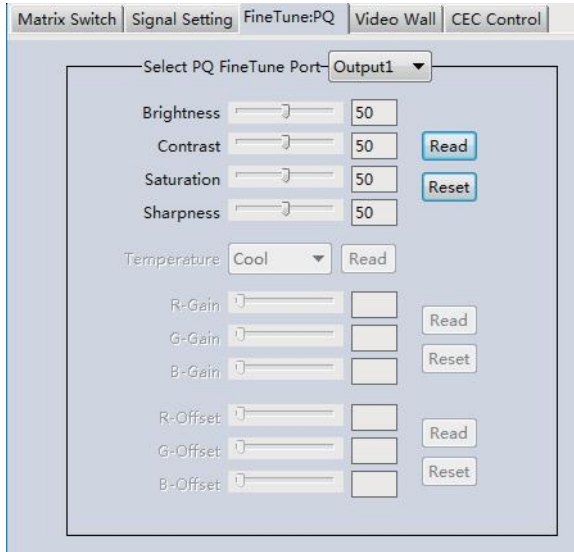 Matrix Switch Signal Setting FineTune:PQ Video Wall CEC Control
Select PQ FineTune Port Output1
Brightness 50
Contrast 50 Read
Saturation 50 Reset
Sharpness 50
Temperature Cool Read
R-Gain
Read
G-Gain
Reset
B-Gain
R-Offset
Read
G-Offset
Reset
B-Offset